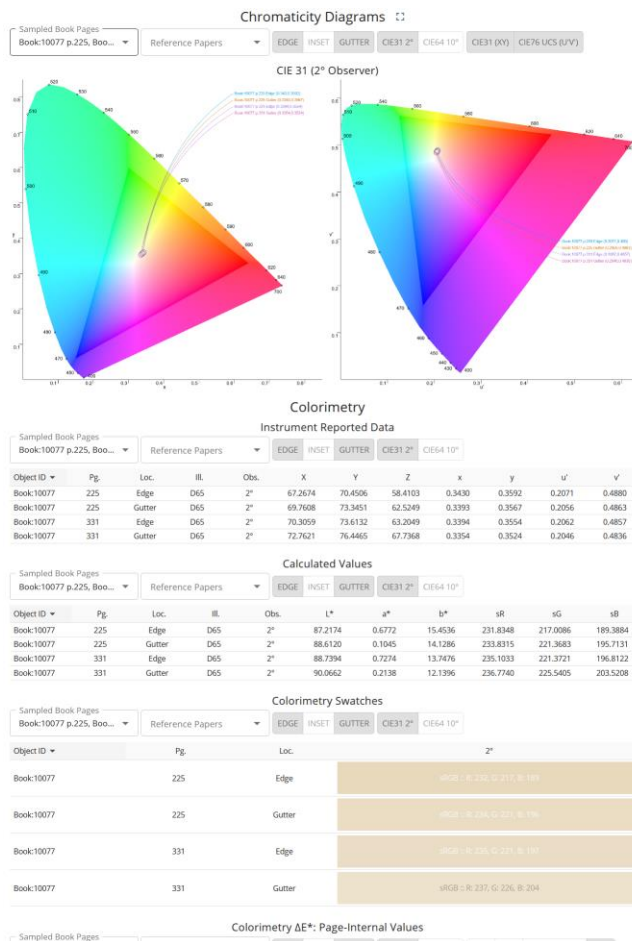 Chromaticity Diagrams
Sampled Book Pages
Book:10077 p.225, Boo...
Reference Papers
EDGE INSET GUTTER
CIE31 2° CIE64 10°
CIE31 (XY) CIE76 UCS (U'V')
CIE 31 (2° Observer)
Colorimetry
Instrument Reported Data
Sampled Book Pages
Book:10077 p.225, Boo...
Reference Papers
EDGE INSET GUTTER
CIE31 2° CIE64 10°
Object ID Pg. Loc. Ill. Obs. X Y Z x y u' v'
Book:10077 225 Edge D65 2° 67.2674 70.4506 58.4103 0.3430 0.3592 0.2071 0.4880
Book:10077 225 Gutter D65 2° 69.7608 73.3451 62.5249 0.3393 0.3567 0.2056 0.4863
Book:10077 331 Edge D65 2° 70.3059 73.6132 63.2049 0.3394 0.3554 0.2062 0.4857
Book:10077 331 Gutter D65 2° 72.7621 76.4465 67.7368 0.3354 0.3524 0.2046 0.4836
Calculated Values
Sampled Book Pages
Book:10077 p.225, Boo...
Reference Papers
EDGE INSET GUTTER
CIE31 2° CIE64 10°
Object ID Pg. Loc. Ill. Obs. L* a* b* sR sG sB
Book:10077 225 Edge D65 2° 87.2174 0.6772 15.4536 231.8348 217.0086 189.3884
Book:10077 225 Gutter D65 2° 88.6120 0.1045 14.1286 233.8315 221.3683 195.7131
Book:10077 331 Edge D65 2° 88.7394 0.7274 13.7476 235.1033 221.3721 196.8122
Book:10077 331 Gutter D65 2° 90.0662 0.2138 12.1396 236.7740 225.5405 203.5208
Colorimetry Swatches
Sampled Book Pages
Book:10077 p.225, Boo...
Reference Papers
EDGE INSET GUTTER
CIE31 2° CIE64 10°
Object ID Pg. Loc. 2°
Book:10077 225 Edge
Book:10077 225 Gutter
Book:10077 331 Edge
Book:10077 331 Gutter sRGB :: R: 237, G: 226, B: 204
Colorimetry ΔE*: Page-Internal Values
Sampled Book Pages